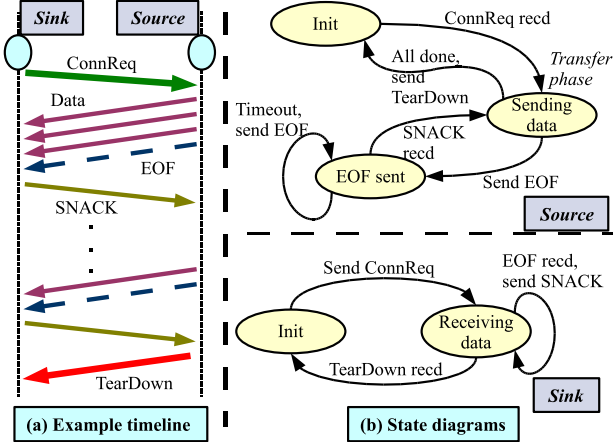 Sink
Source
ConnReq
Data
EOF
SNACK
TearDown
(a) Example timeline
Init
ConnReq recd
All done,
send
TearDown
Transfer
phase
Sending
data
Timeout,
send EOF
SNACK
recd
EOF sent
Send EOF
Source
Send ConnReq
EOF recd,
send SNACK
Init
Receiving
data
TearDown recd
Sink
(b) State diagrams